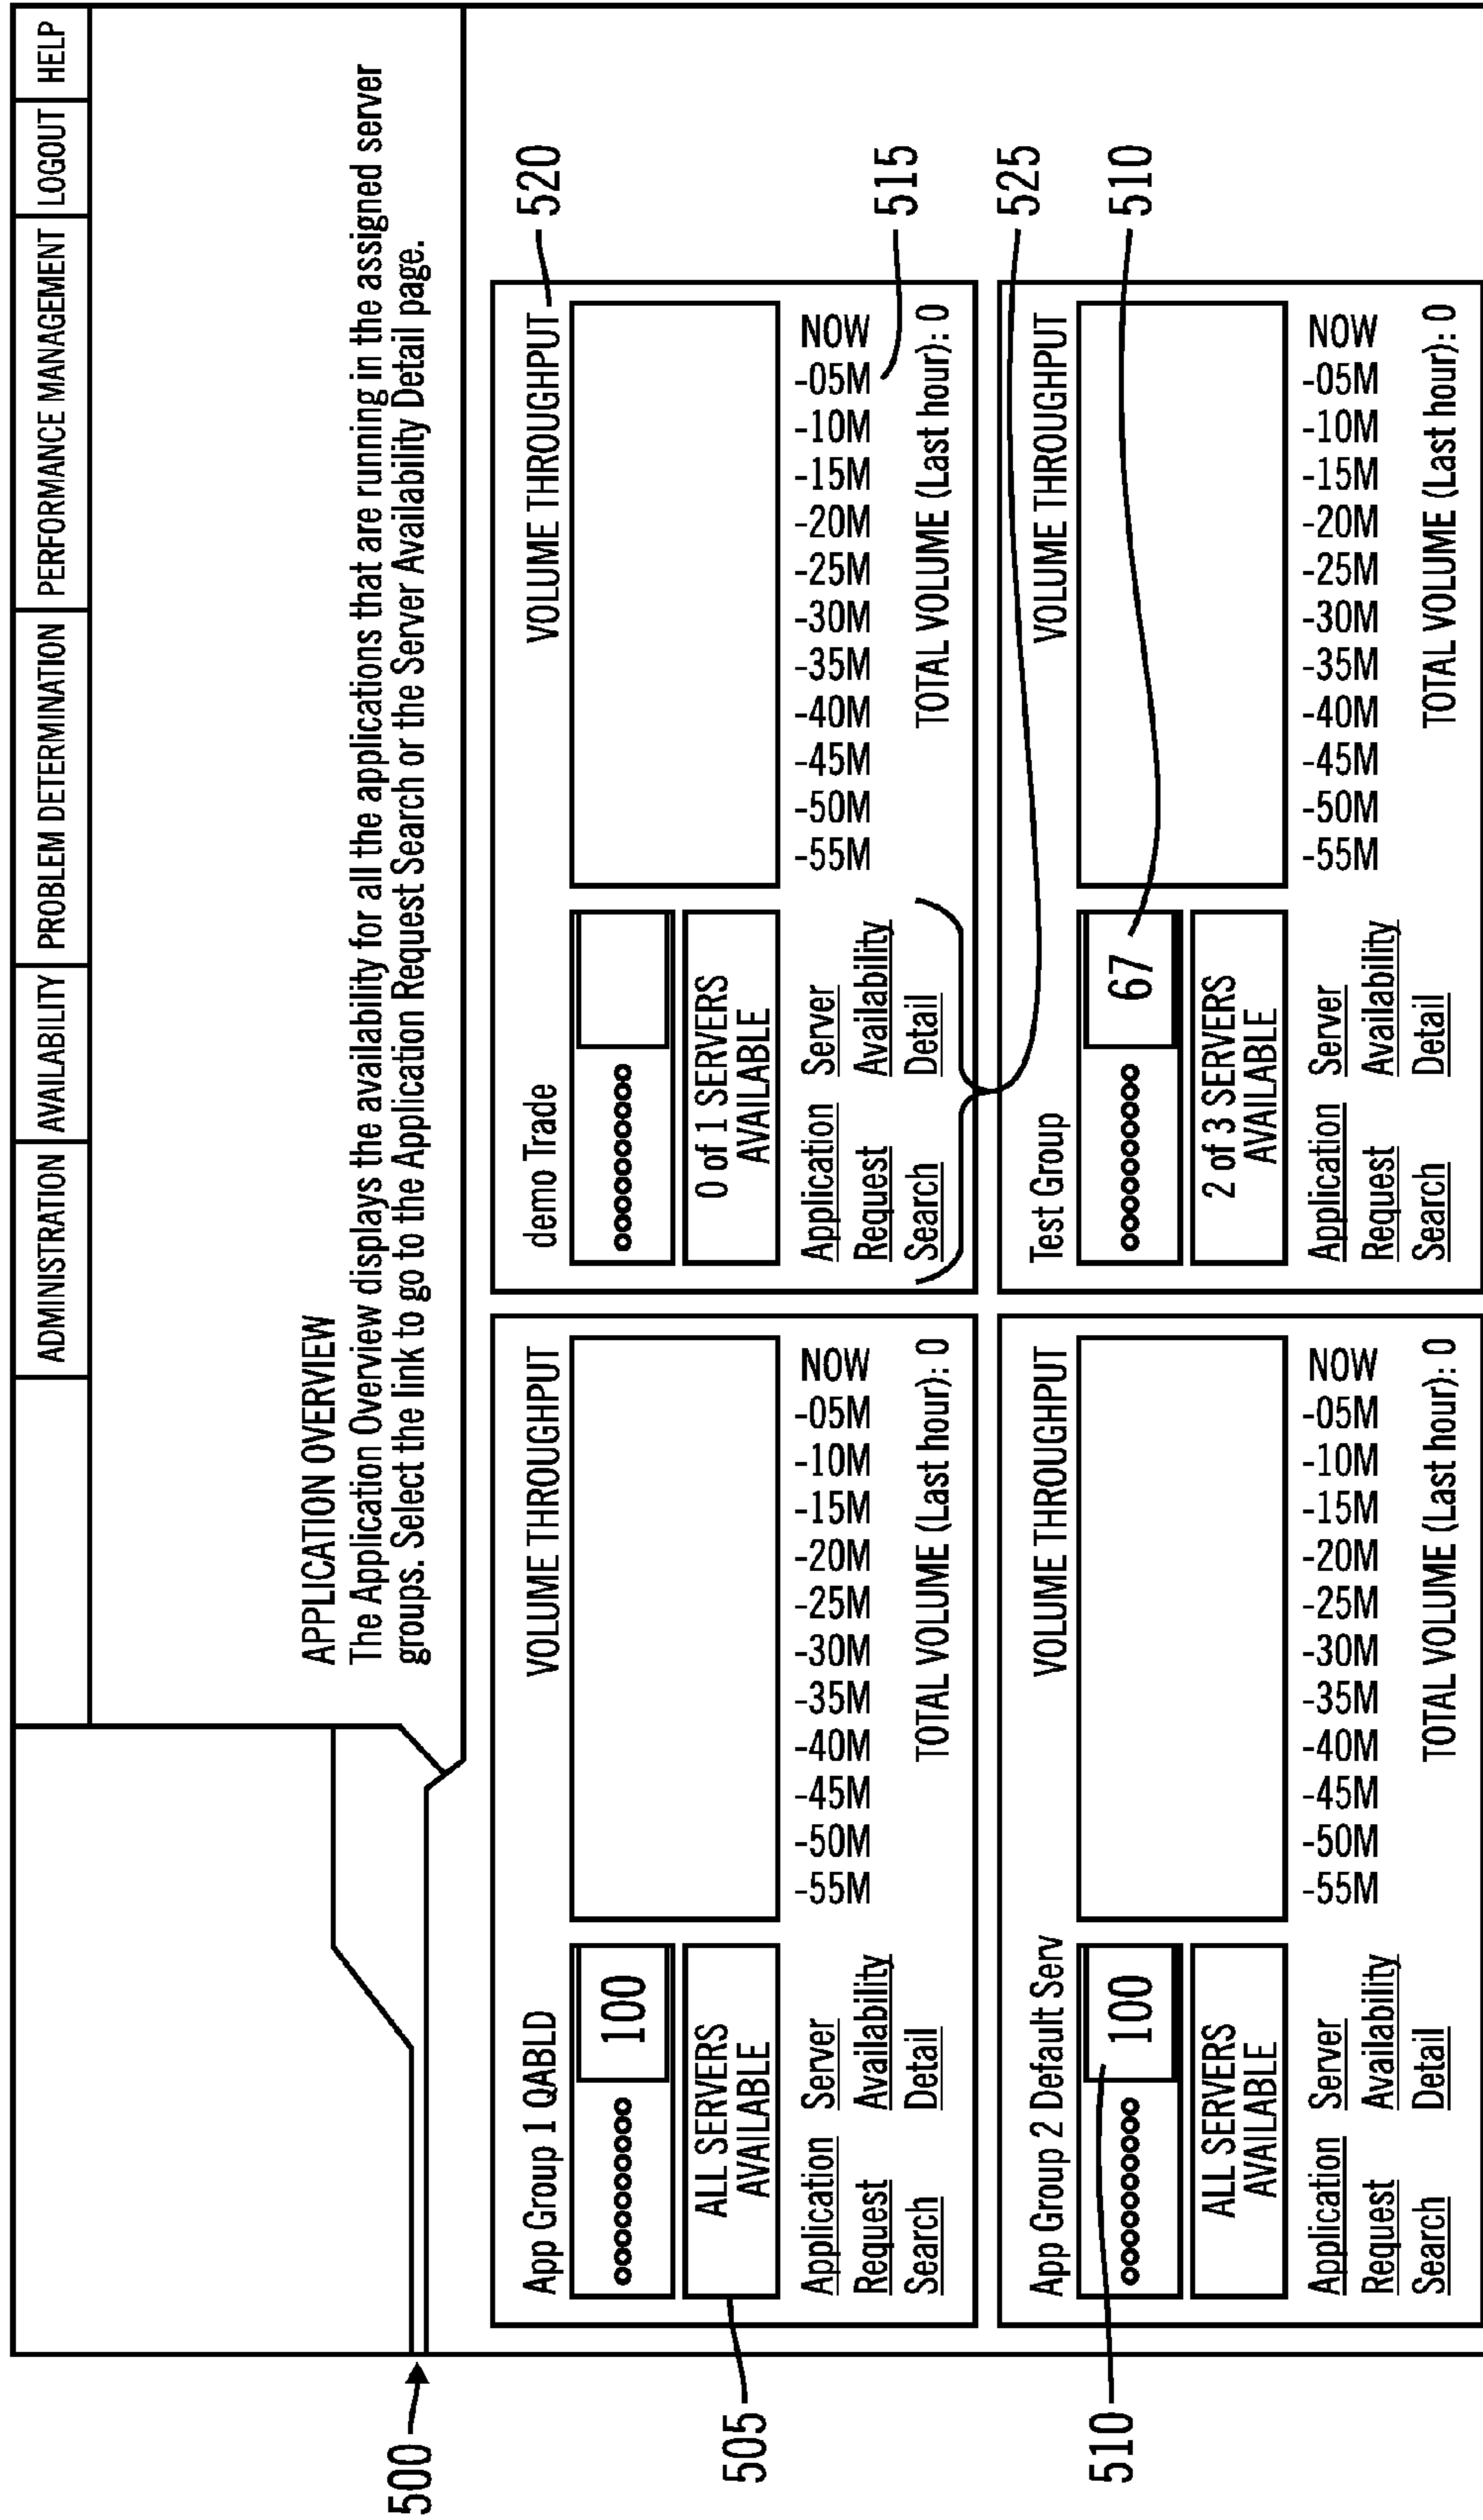 ADMINISTRATION AVAILABILITY PROBLEM DETERMINATION PERFORMANCE MANAGEMENT LOGOUT HELP
APPLICATION OVERVIEW
The Application Overview displays the availability for all the applications that are running in the assigned server
groups. Select the link to go to the Application Request Search or the Server Availability Detail page.
500
App Group 1 QABLD
100
ALL SERVERS
AVAILABLE
505
Application Server
Request Availability
Search Detail
VOLUME THROUGHPUT
-55M -50M -45M -40M -35M -30M -25M -20M -15M -10M -05M NOW
TOTAL VOLUME (Last hour): 0
demo Trade
0 of 1 SERVERS
AVAILABLE
Application Server
Request Availability
Search Detail
VOLUME THROUGHPUT
520
-55M -50M -45M -40M -35M -30M -25M -20M -15M -10M -05M NOW
515
TOTAL VOLUME (Last hour): 0
525
App Group 2 Default Serv
100
510
ALL SERVERS
AVAILABLE
Application Server
Request Availability
Search Detail
VOLUME THROUGHPUT
-55M -50M -45M -40M -35M -30M -25M -20M -15M -10M -05M NOW
TOTAL VOLUME (Last hour): 0
Test Group
67
510
2 of 3 SERVERS
AVAILABLE
Application Server
Request Availability
Search Detail
VOLUME THROUGHPUT
-55M -50M -45M -40M -35M -30M -25M -20M -15M -10M -05M NOW
TOTAL VOLUME (Last hour): 0